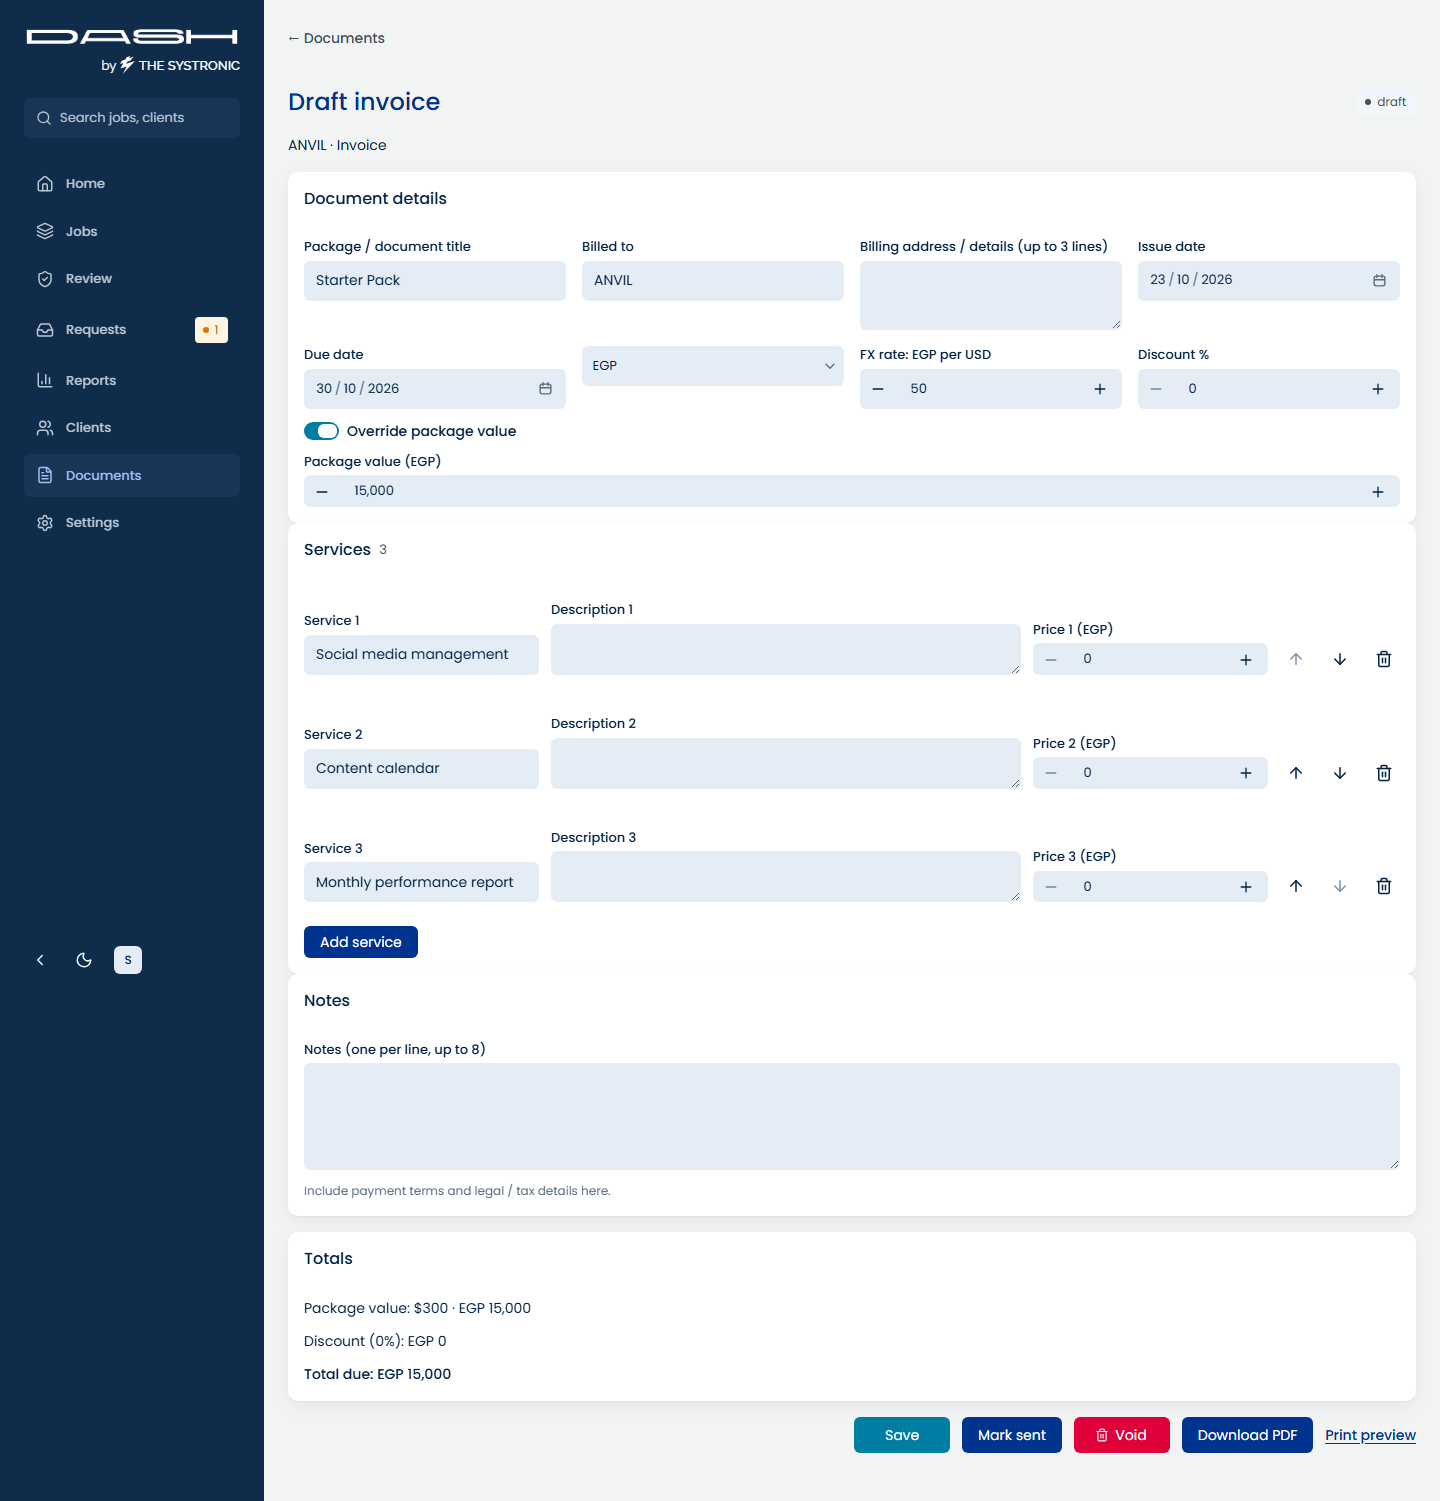 DASH
by THE SYSTRONIC
Search jobs, clients
Home
Jobs
Review
Requests 1
Reports
Clients
Documents
Settings
S
← Documents
Draft invoice
draft
ANVIL · Invoice
Document details
Package / document title
Billed to
Billing address / details (up to 3 lines)
Issue date
Starter Pack
ANVIL
23 / 10 / 2026
Due date
FX rate: EGP per USD
Discount %
30 / 10 / 2026
EGP
50
0
Override package value
Package value (EGP)
15,000
Services 3
Service 1
Description 1
Price 1 (EGP)
Social media management
0
Service 2
Description 2
Price 2 (EGP)
Content calendar
0
Service 3
Description 3
Price 3 (EGP)
Monthly performance report
0
Add service
Notes
Notes (one per line, up to 8)
Include payment terms and legal / tax details here.
Totals
Package value: $300 · EGP 15,000
Discount (0%): EGP 0
Total due: EGP 15,000
Save
Mark sent
Void
Download PDF
Print preview